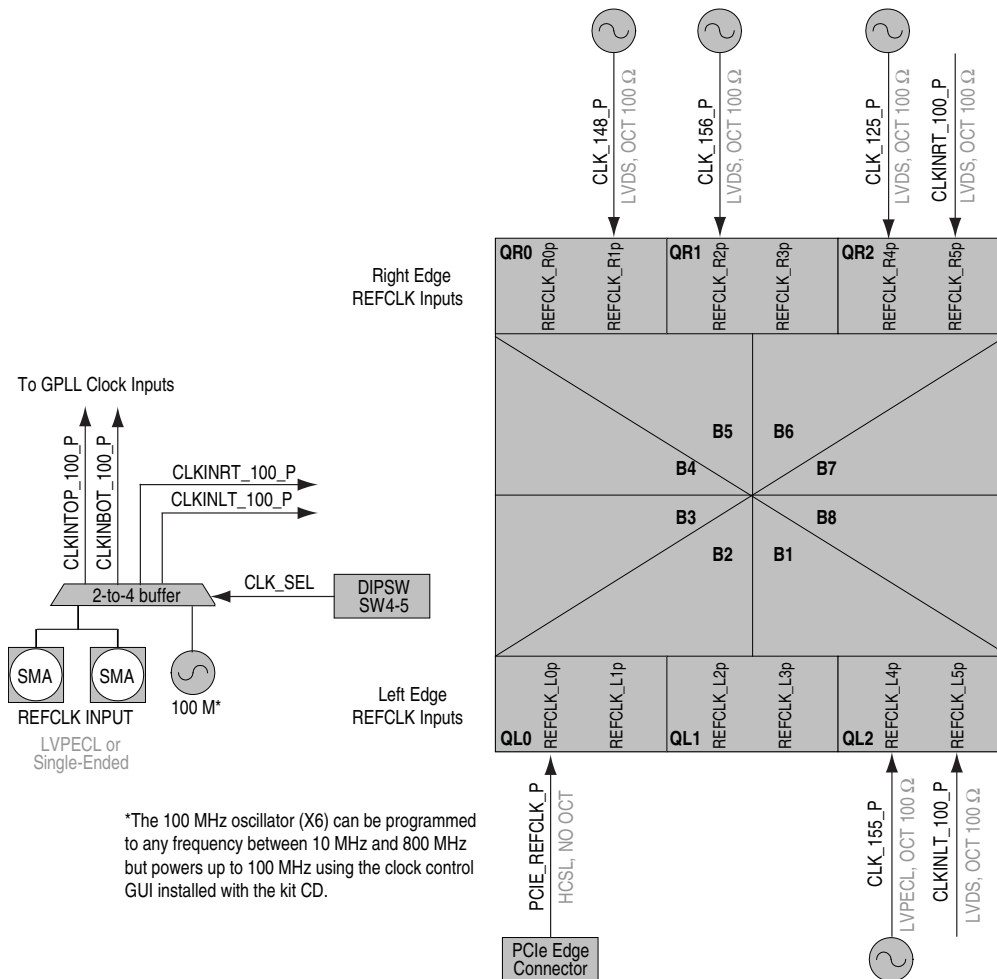 CLK_148_P
LVDS, OCT 100 Ω
CLK_156_P
LVDS, OCT 100 Ω
CLK_125_P
LVDS, OCT 100 Ω
CLKINRT_100_P
LVDS, OCT 100 Ω
Right Edge
REFCLK Inputs
QR0
REFCLK_R0p
REFCLK_R1p
QR1
REFCLK_R2p
REFCLK_R3p
QR2
REFCLK_R4p
REFCLK_R5p
B5
B6
B4
B7
B3
B8
B2
B1
To GPLL Clock Inputs
CLKINTOP_100_P
CLKINBOT_100_P
CLKINRT_100_P
CLKINLT_100_P
2-to-4 buffer
CLK_SEL
DIPSW
SW4-5
SMA
SMA
100 M*
REFCLK INPUT
LVPECL or
Single-Ended
Left Edge
REFCLK Inputs
QL0
REFCLK_L0p
REFCLK_L1p
QL1
REFCLK_L2p
REFCLK_L3p
QL2
REFCLK_L4p
REFCLK_L5p
*The 100 MHz oscillator (X6) can be programmed
to any frequency between 10 MHz and 800 MHz
but powers up to 100 MHz using the clock control
GUI installed with the kit CD.
PCIE_REFCLK_P
HCSL, NO OCT
CLK_155_P
LVPECL, OCT 100 Ω
CLKINLT_100_P
LVDS, OCT 100 Ω
PCIe Edge
Connector